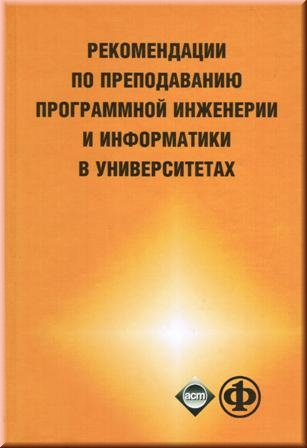 РЕКОМЕНДАЦИИ
ПО ПРЕПОДАВАНИЮ
ПРОГРАММНОЙ ИНЖЕНЕРИИ
И ИНФОРМАТИКИ
В УНИВЕРСИТЕТАХ
acm
Ф